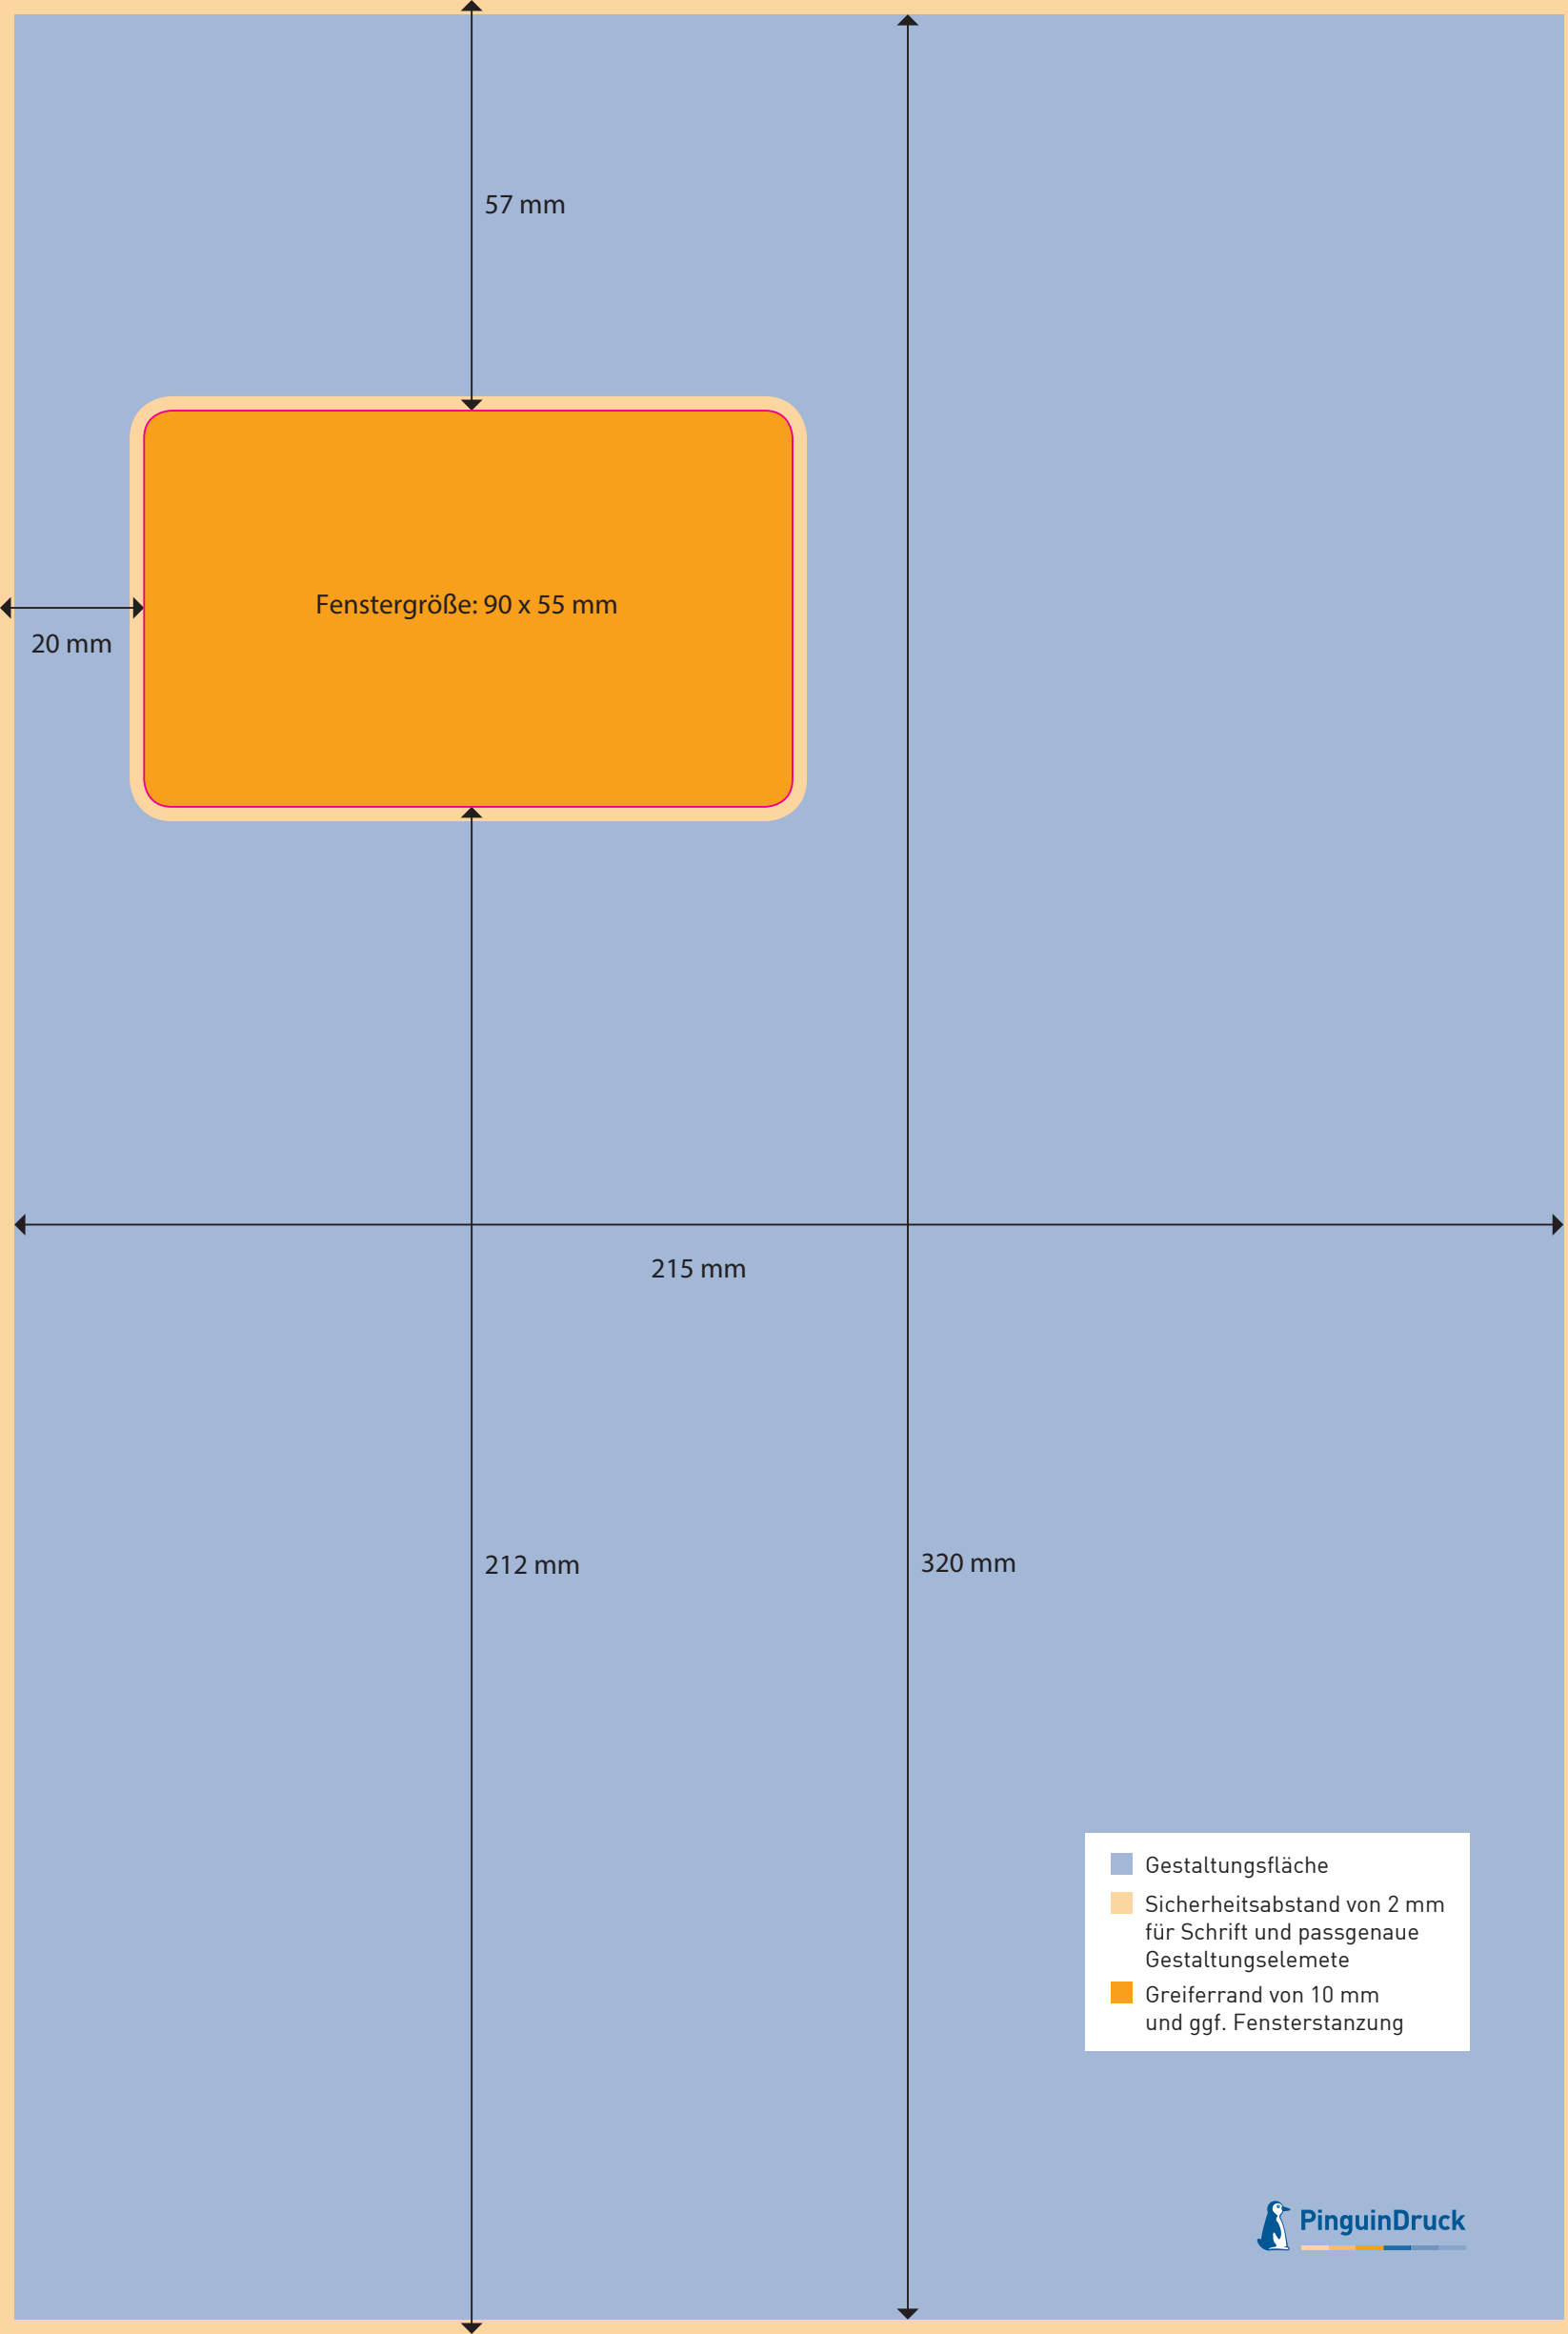 57 mm
Fenstergröße: 90 x 55 mm
20 mm
215 mm
212 mm
320 mm
Gestaltungsfläche
Sicherheitsabstand von 2 mm
für Schrift und passgenaue
Gestaltungselemete
Greiferrand von 10 mm
und ggf. Fensterstanzung
PinguinDruck